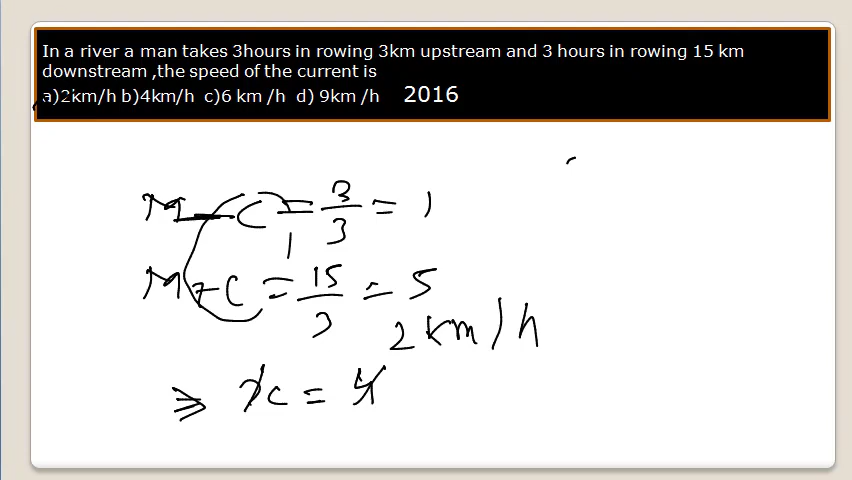 In a river a man takes 3hours in rowing 3km upstream and 3 hours in rowing 15 km
downstream ,the speed of the current is
a)2km/h b)4km/h c)6 km /h d) 9km /h 2016
M - C = 3/3 = 1
1
M + C = 15/3 = 5
2 km/h
⇒ 2c = 4